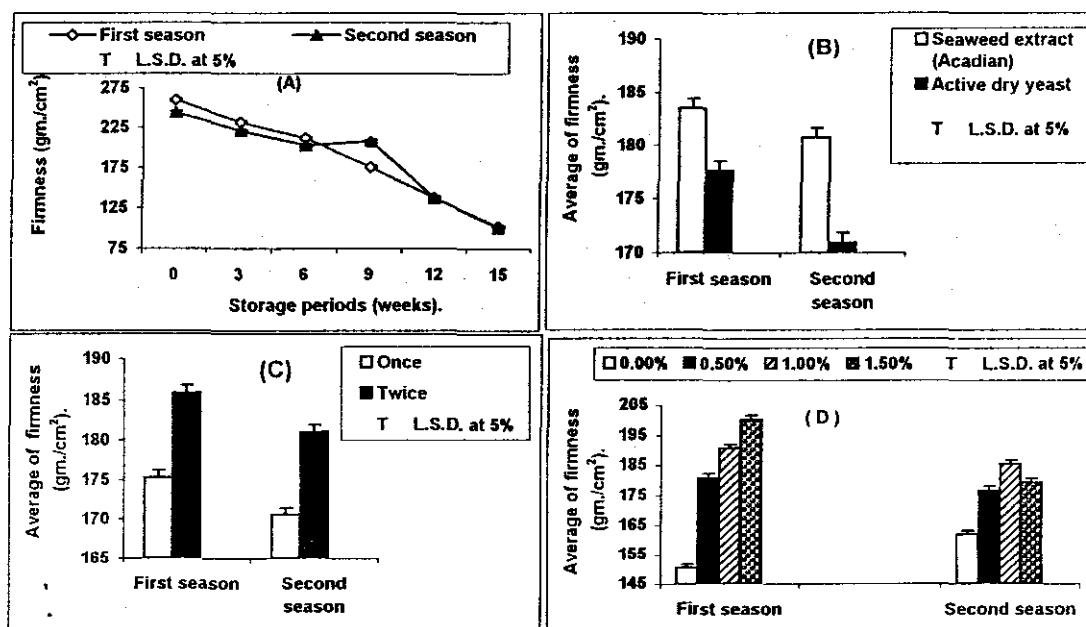 First season Second season
T L.S.D. at 5%
(A)
Firmness (gm./cm²)
275
225
175
125
75
0 3 6 9 12 15
Storage periods (weeks).
(B)
Seaweed extract
(Acadian)
Active dry yeast
T L.S.D. at 5%
Average of firmness
(gm./cm²).
190
185
180
175
170
First season Second
season
(C)
Once
Twice
T L.S.D. at 5%
Average of firmness
(gm./cm²).
190
185
180
175
170
165
First season Second
season
0.00% 0.50% 1.00% 1.50% T L.S.D. at 5%
(D)
Average of firmness
(gm./cm²).
205
195
185
175
165
155
145
First season Second season